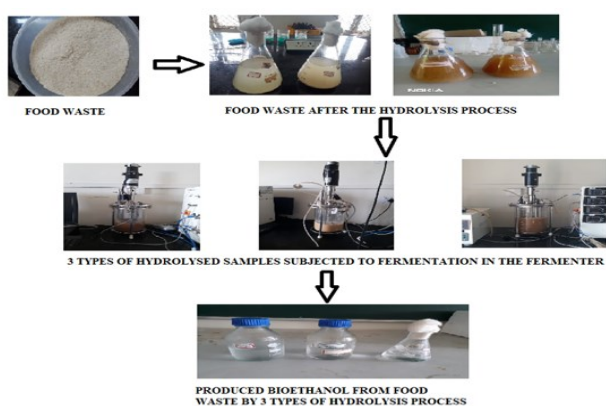 FOOD WASTE
FOOD WASTE AFTER THE HYDROLYSIS PROCESS
NOKIA
3 TYPES OF HYDROLYSED SAMPLES SUBJECTED TO FERMENTATION IN THE FERMENTER
PRODUCED BIOETHANOL FROM FOOD
WASTE BY 3 TYPES OF HYDROLYSIS PROCESS